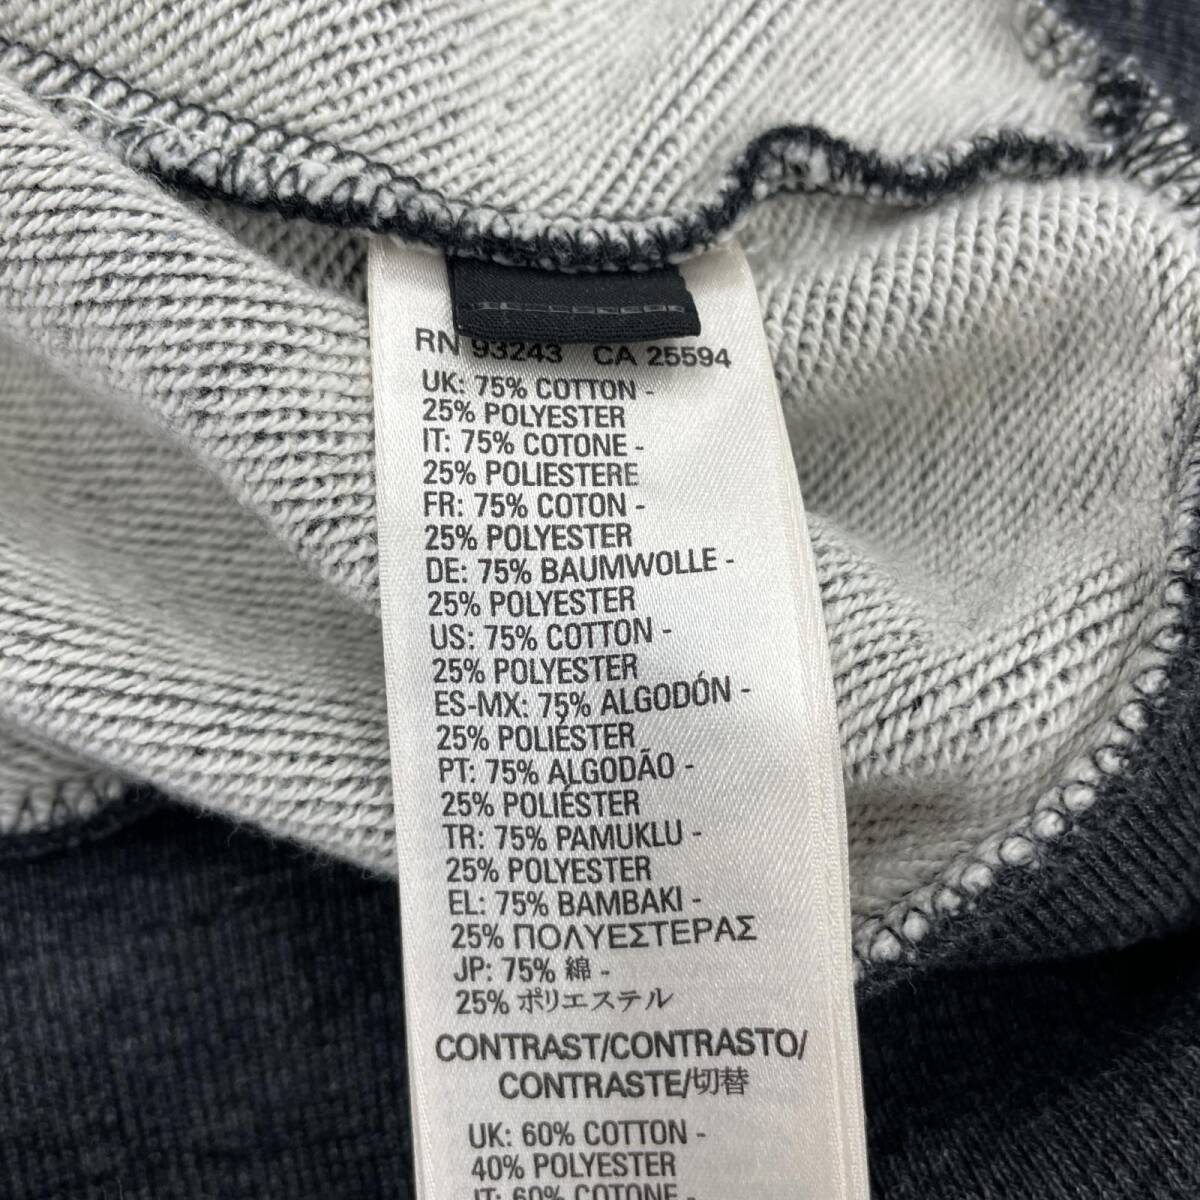 RN 93243 CA 25594
UK: 75% COTTON -
25% POLYESTER
IT: 75% COTONE -
25% POLIESTERE
FR: 75% COTON -
25% POLYESTER
DE: 75% BAUMWOLLE -
25% POLYESTER
US: 75% COTTON -
25% POLYESTER
ES-MX: 75% ALGODÓN -
25% POLIÉSTER
PT: 75% ALGODÃO -
25% POLIÉSTER
TR: 75% PAMUKLU -
25% POLYESTER
EL: 75% BAMBAKI -
25% ΠΟΛΥΕΣΤΕΡΑΣ
JP: 75% 綿 -
25% ポリエステル
CONTRAST/CONTRASTO/
CONTRASTE/切替
UK: 60% COTTON -
40% POLYESTER
IT: 60% COTONE -